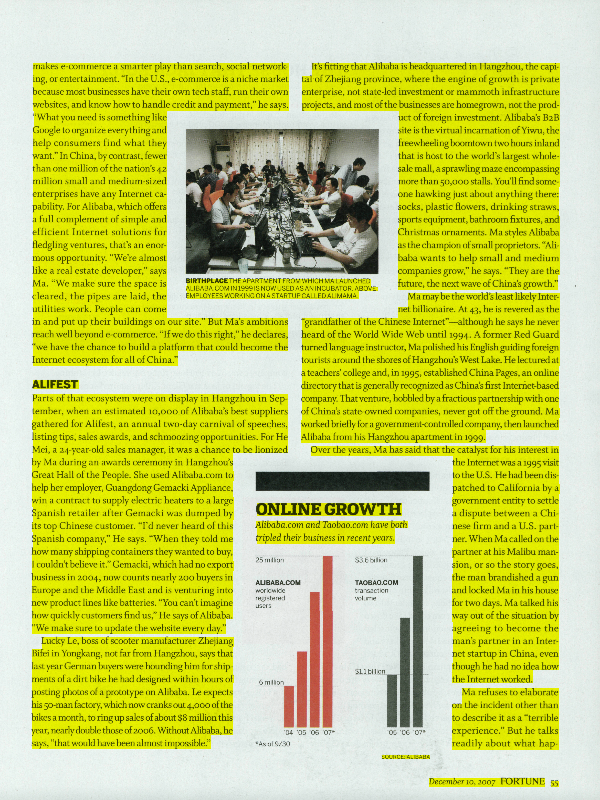 makes e-commerce a smarter play than search, social network-
ing, or entertainment. "In the U.S., e-commerce is a niche market
because most businesses have their own tech staff, run their own
websites, and know how to handle credit and payment," he says.
"What you need is something like
Google to organize everything and
help consumers find what they
want." In China, by contrast, fewer
than one million of the nation's 42
million small and medium-sized
enterprises have any Internet ca-
pability. For Alibaba, which offers
a full complement of simple and
efficient Internet solutions for
fledgling ventures, that's an enor-
mous opportunity. "We're almost
like a real estate developer," says
Ma. "We make sure the space is
cleared, the pipes are laid, the
utilities work. People can come
in and put up their buildings on our site." But Ma's ambitions
reach well beyond e-commerce. "If we do this right," he declares,
"we have the chance to build a platform that could become the
Internet ecosystem for all of China."
ALIFEST
Parts of that ecosystem were on display in Hangzhou in Sep-
tember, when an estimated 10,000 of Alibaba's best suppliers
gathered for Alifest, an annual two-day carnival of speeches,
listing tips, sales awards, and schmoozing opportunities. For He
Mei, a 24-year-old sales manager, it was a chance to be lionized
by Ma during an awards ceremony in Hangzhou's
Great Hall of the People. She used Alibaba.com to
help her employer, Guangdong Gemacki Appliance,
win a contract to supply electric heaters to a large
Spanish retailer after Gemacki was dumped by
its top Chinese customer. "I'd never heard of this
Spanish company," He says. "When they told me
how many shipping containers they wanted to buy,
I couldn't believe it." Gemacki, which had no export
business in 2004, now counts nearly 200 buyers in
Europe and the Middle East and is venturing into
new product lines like batteries. "You can't imagine
how quickly customers find us," He says of Alibaba.
"We make sure to update the website every day."
Lucky Le, boss of scooter manufacturer Zhejiang
Bifei in Yongkang, not far from Hangzhou, says that
last year German buyers were hounding him for ship-
ments of a dirt bike he had designed within hours of
posting photos of a prototype on Alibaba. Le expects
his 50-man factory, which now cranks out 4,000 of the
bikes a month, to ring up sales of about $8 million this
year, nearly double those of 2006. Without Alibaba, he
says, "that would have been almost impossible."
BIRTHPLACE THE APARTMENT FROM WHICH MA LAUNCHED
ALIBABA.COM IN 1999 IS NOW USED AS AN INCUBATOR. ABOVE:
EMPLOYEES WORKING ON A STARTUP CALLED ALIMAMA.
It's fitting that Alibaba is headquartered in Hangzhou, the capi-
tal of Zhejiang province, where the engine of growth is private
enterprise, not state-led investment or mammoth infrastructure
projects, and most of the businesses are homegrown, not the prod-
uct of foreign investment. Alibaba's B2B
site is the virtual incarnation of Yiwu, the
freewheeling boomtown two hours inland
that is host to the world's largest whole-
sale mall, a sprawling maze encompassing
more than 50,000 stalls. You'll find some-
one hawking just about anything there:
socks, plastic flowers, drinking straws,
sports equipment, bathroom fixtures, and
Christmas ornaments. Ma styles Alibaba
as the champion of small proprietors. "Ali-
baba wants to help small and medium
companies grow," he says. "They are the
future, the next wave of China's growth."
Ma may be the world's least likely Inter-
net billionaire. At 43, he is revered as the
"grandfather of the Chinese Internet"—although he says he never
heard of the World Wide Web until 1994. A former Red Guard
turned language instructor, Ma polished his English guiding foreign
tourists around the shores of Hangzhou's West Lake. He lectured at
a teachers' college and, in 1995, established China Pages, an online
directory that is generally recognized as China's first Internet-based
company. That venture, hobbled by a fractious partnership with one
of China's state-owned companies, never got off the ground. Ma
worked briefly for a government-controlled company, then launched
Alibaba from his Hangzhou apartment in 1999.
Over the years, Ma has said that the catalyst for his interest in
the Internet was a 1995 visit
to the U.S. He had been dis-
patched to California by a
government entity to settle
a dispute between a Chi-
nese firm and a U.S. part-
ner. When Ma called on the
partner at his Malibu man-
sion, or so the story goes,
the man brandished a gun
and locked Ma in his house
for two days. Ma talked his
way out of the situation by
agreeing to become the
man's partner in an Inter-
net startup in China, even
though he had no idea how
the Internet worked.
Ma refuses to elaborate
on the incident other than
to describe it as a "terrible
experience." But he talks
readily about what hap-
ONLINE GROWTH
Alibaba.com and Taobao.com have both
tripled their business in recent years.
25 million
ALIBABA.COM
worldwide
registered
users
6 million
'04 '05 '06 '07*
*As of 9/30
$3.6 billion
TAOBAO.COM
transaction
volume
$1.1 billion
'05 '06 '07*
SOURCE: ALIBABA
December 10, 2007 FORTUNE 55